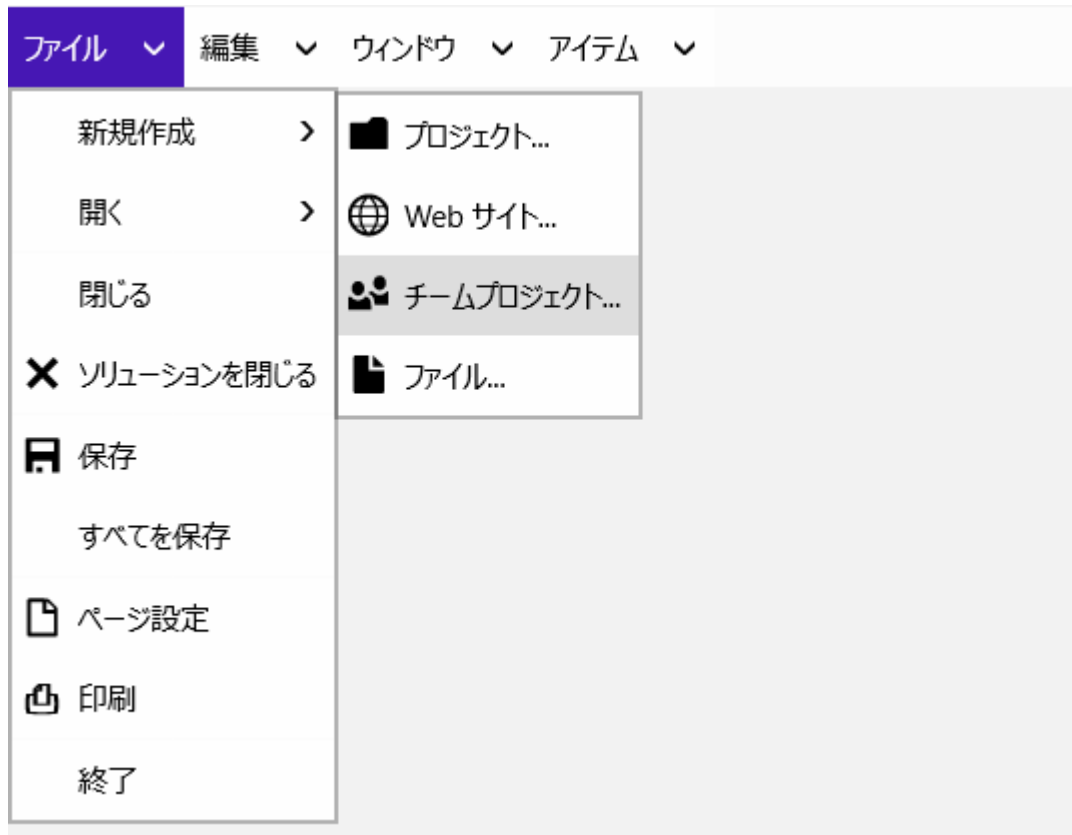 ファイル 編集 ウィンドウ アイテム
新規作成
開く
閉じる
ソリューションを閉じる
保存
すべてを保存
ページ設定
印刷
終了
プロジェクト...
Web サイト...
チームプロジェクト...
ファイル...